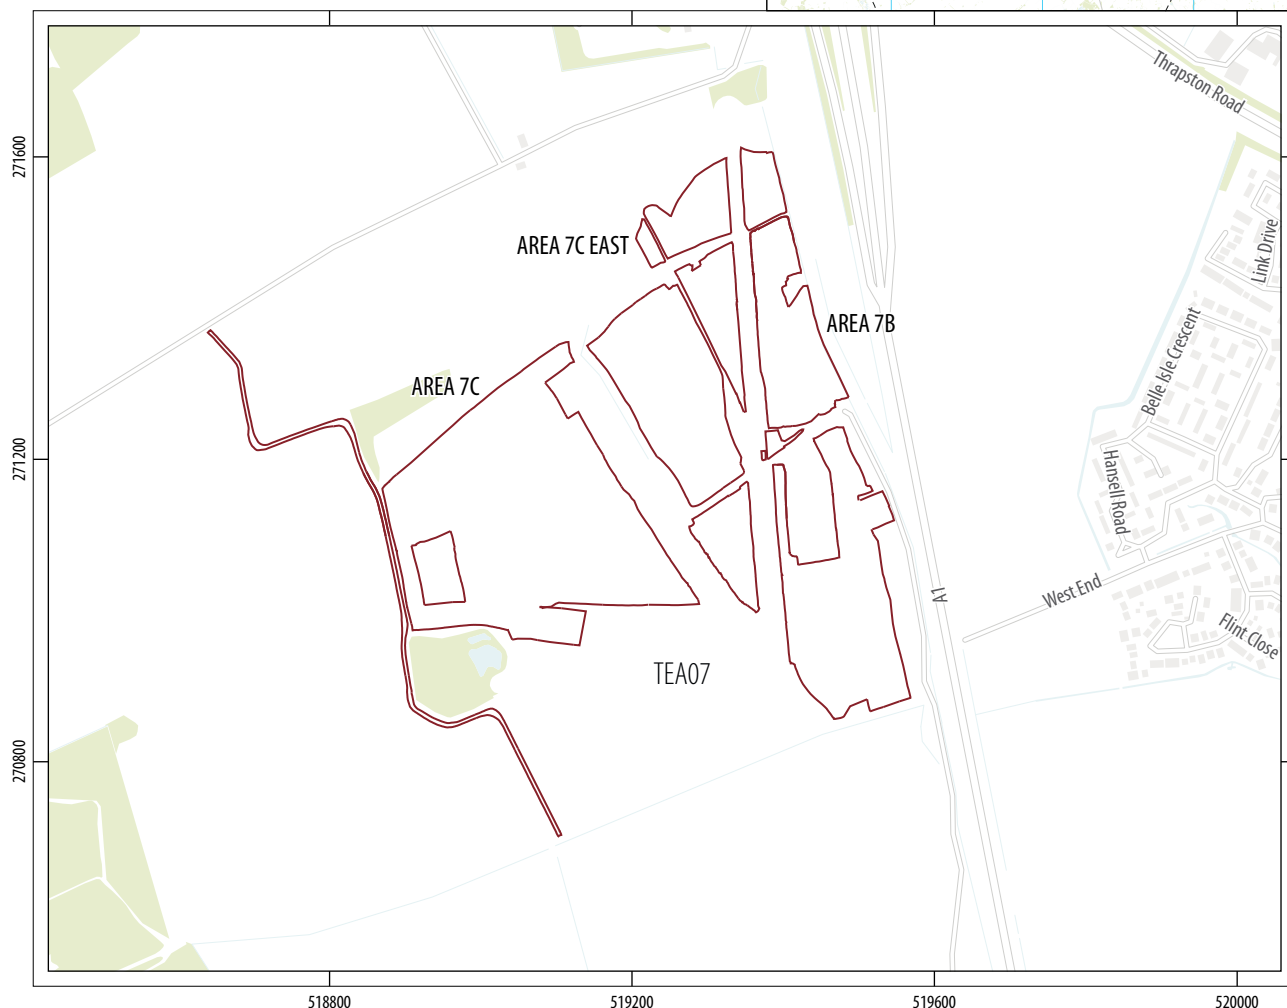 Thrapston Road
271600
Link Drive
AREA 7C EAST
AREA 7B
Belle Isle Crescent
AREA 7C
271200
Hansell Road
A1
West End
Flint Close
TEA07
270800
518800
519200
519600
520000